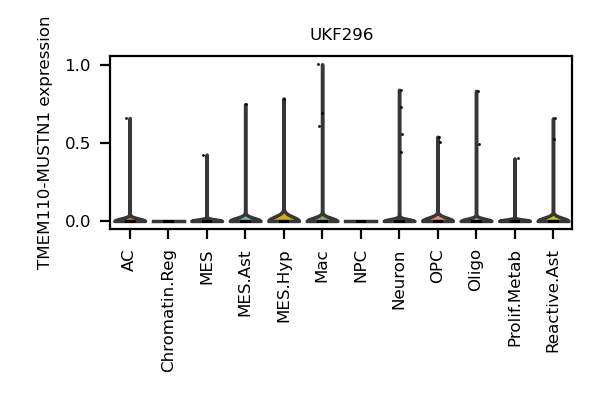 UKF296
TMEM110-MUSTN1 expression
1.0
0.5
0.0
AC
Chromatin.Reg
MES
MES.Ast
MES.Hyp
Mac
NPC
Neuron
OPC
Oligo
Prolif.Metab
Reactive.Ast